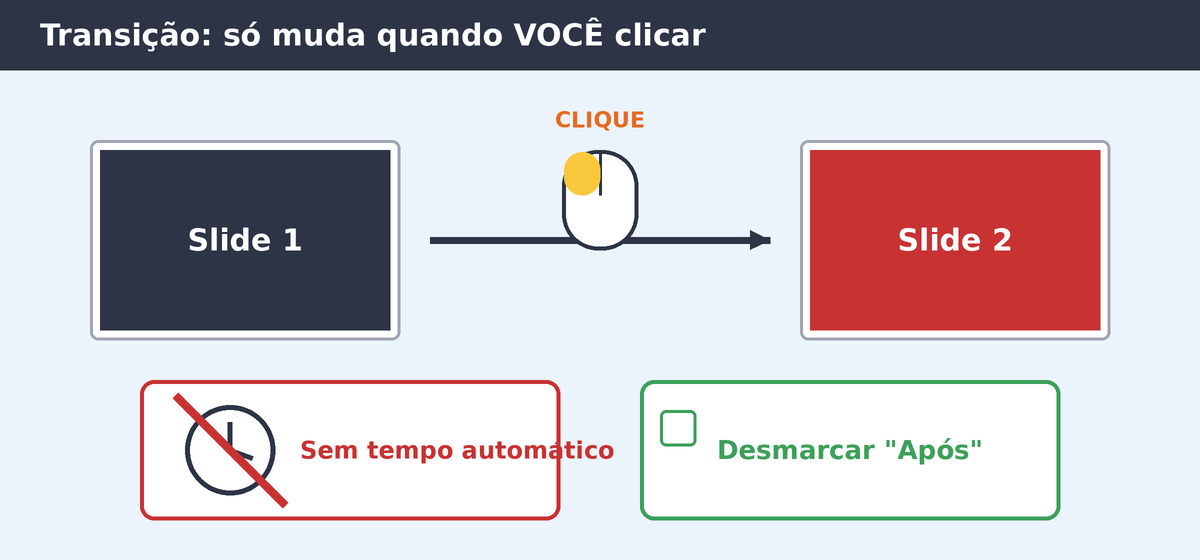 Transição: só muda quando VOCÊ clicar
CLIQUE
Slide 1
Slide 2
Sem tempo automático
Desmarcar "Após"